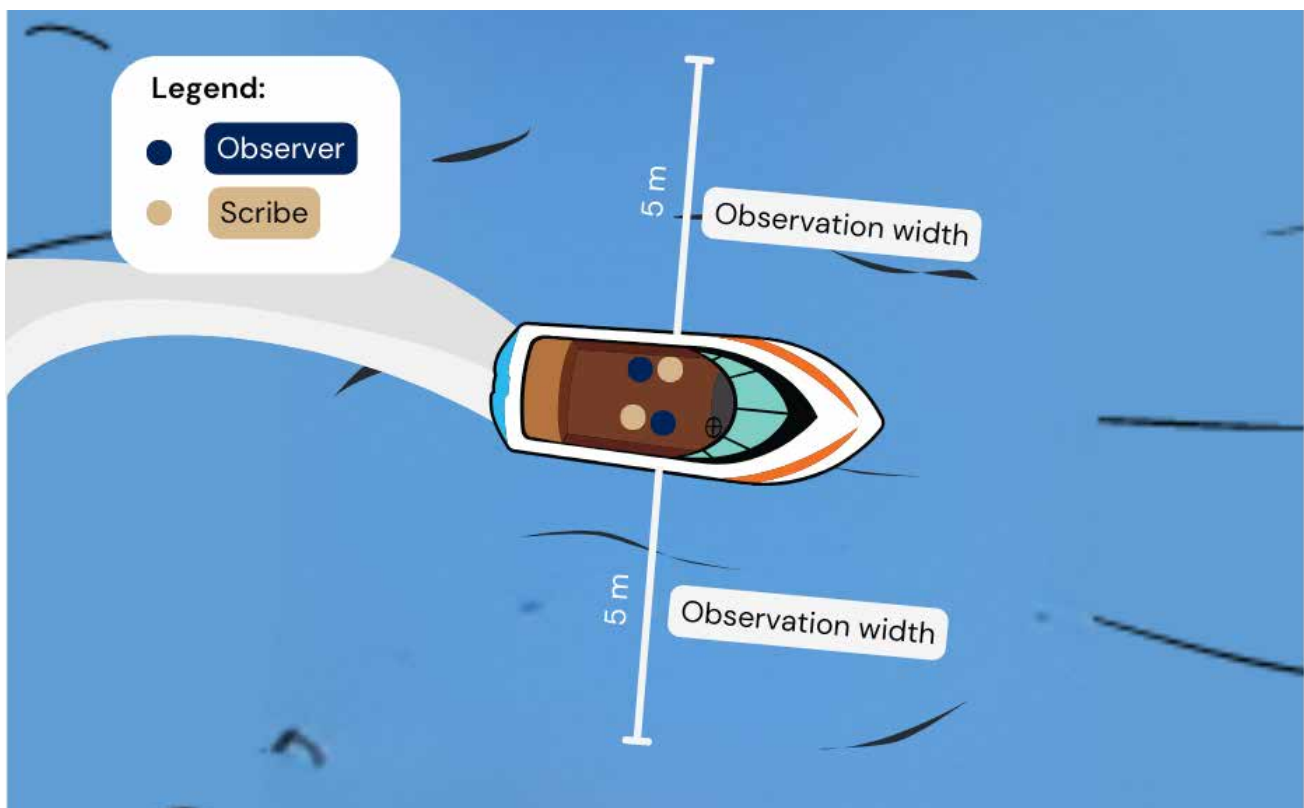 Legend:
Observer
Scribe
5 m
Observation width
5 m
Observation width